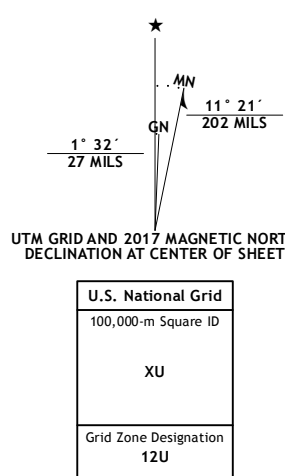 ★
MN
GN
11° 21´
202 MILS
1° 32´
27 MILS
UTM GRID AND 2017 MAGNETIC NORT
DECLINATION AT CENTER OF SHEET
U.S. National Grid
100,000-m Square ID
XU
Grid Zone Designation
12U